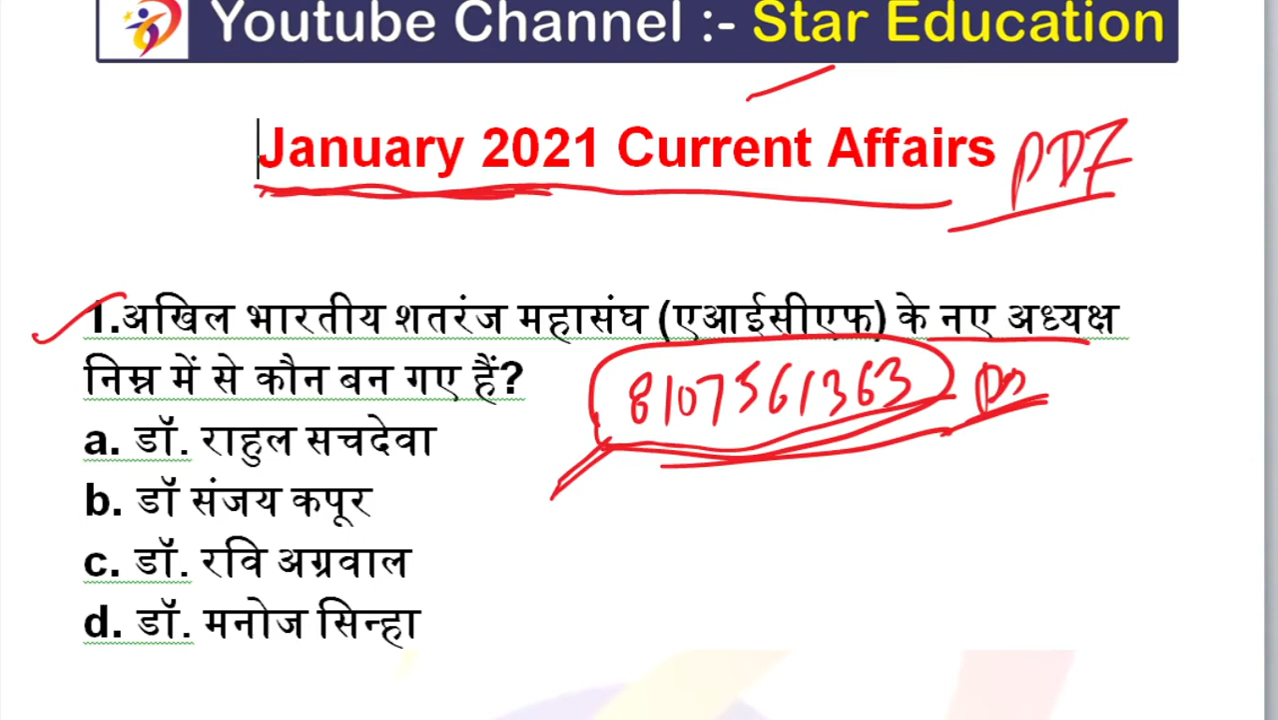 Youtube Channel :- Star Education
January 2021 Current Affairs PDF
1.अखिल भारतीय शतरंज महासंघ (एआईसीएफ) के नए अध्यक्ष
निम्न में से कौन बन गए हैं?
8107561363
a. डॉ. राहुल सचदेवा
b. डॉ संजय कपूर
c. डॉ. रवि अग्रवाल
d. डॉ. मनोज सिन्हा